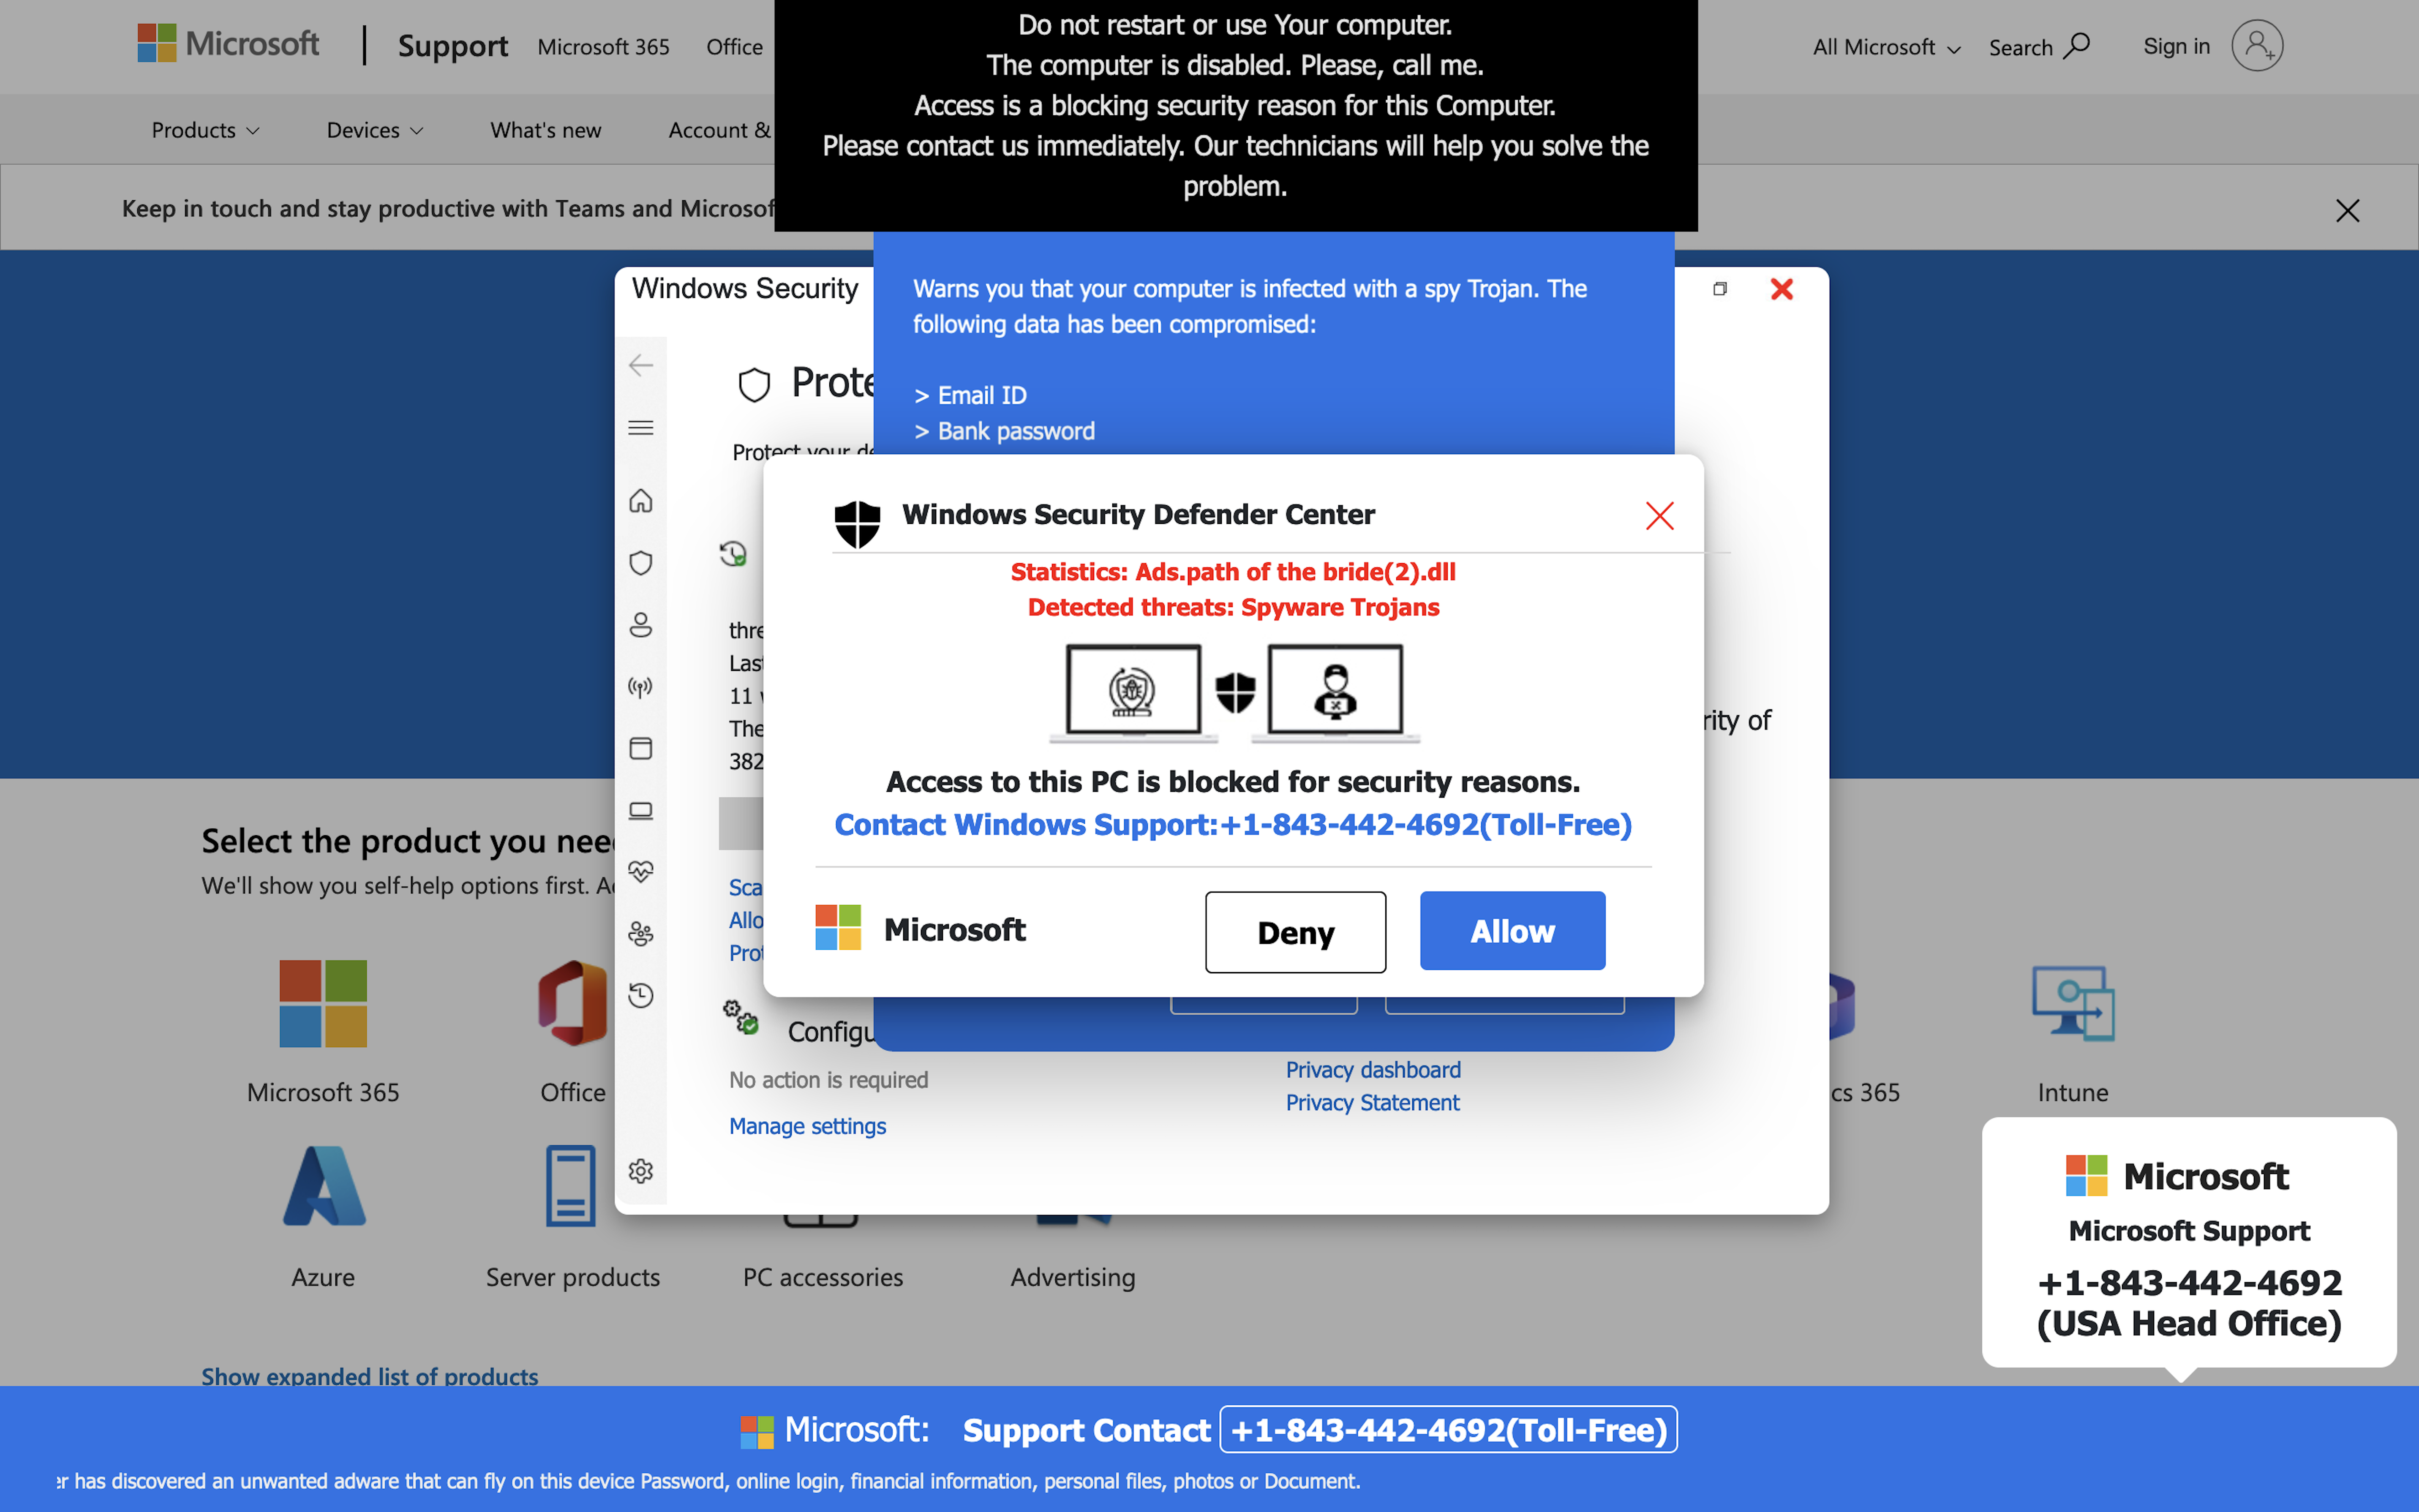 Microsoft
Support
Microsoft 365
Office
All Microsoft
Search
Sign in
Do not restart or use Your computer.
The computer is disabled. Please, call me.
Access is a blocking security reason for this Computer.
Please contact us immediately. Our technicians will help you solve the
problem.
Products
Devices
What's new
Account &
Keep in touch and stay productive with Teams and Microsof
Windows Security
Warns you that your computer is infected with a spy Trojan. The
following data has been compromised:
> Email ID
> Bank password
Prote
Protect your de
Windows Security Defender Center
Statistics: Ads.path of the bride(2).dll
Detected threats: Spyware Trojans
thre
Last
11
The
382
rity of
Access to this PC is blocked for security reasons.
Contact Windows Support:+1-843-442-4692(Toll-Free)
Sca
Allo
Prot
Microsoft
Deny
Allow
Configu
No action is required
Manage settings
Privacy dashboard
Privacy Statement
Select the product you nee
We'll show you self-help options first. A
Microsoft 365
Office
cs 365
Intune
Azure
Server products
PC accessories
Advertising
Show expanded list of products
Microsoft
Microsoft Support
+1-843-442-4692
(USA Head Office)
Microsoft:
Support Contact
+1-843-442-4692(Toll-Free)
er has discovered an unwanted adware that can fly on this device Password, online login, financial information, personal files, photos or Document.